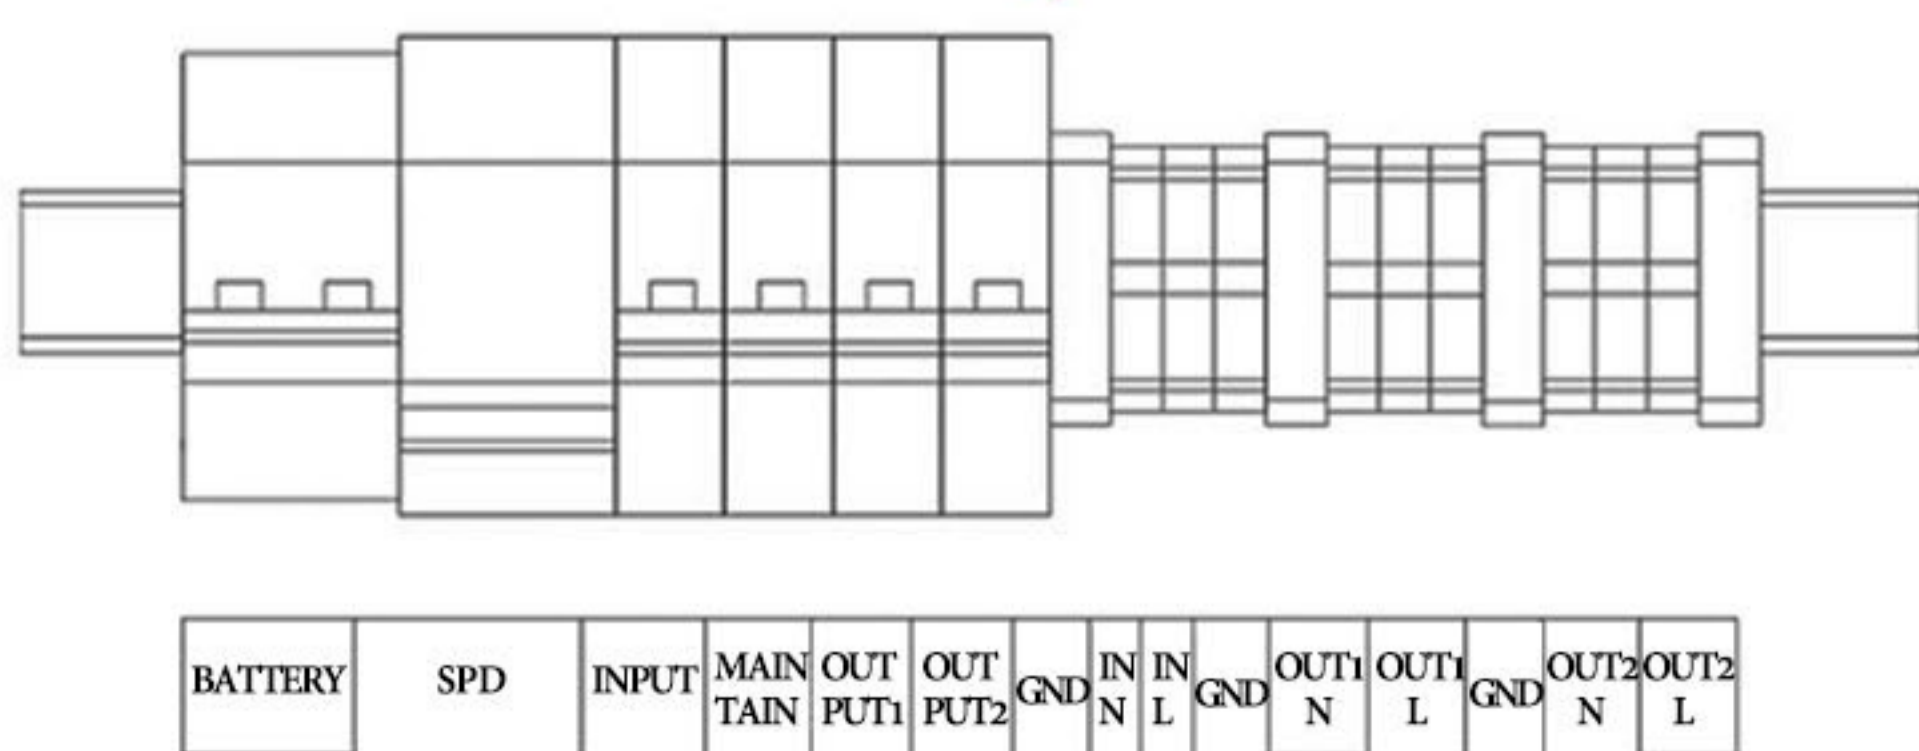 BATTERY
SPD
INPUT
MAIN
TAIN
OUT
PUT1
OUT
PUT2
GND
IN
N
IN
L
GND
OUT1
N
OUT1
L
GND
OUT2
N
OUT2
L